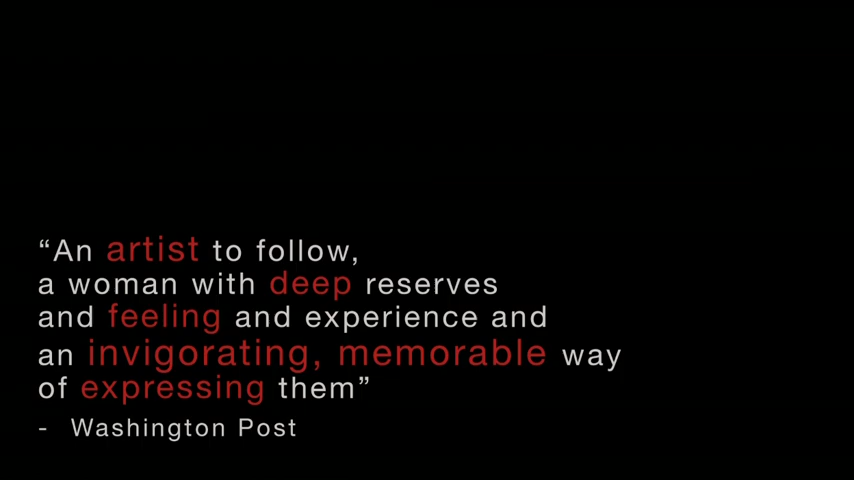 “An artist to follow,
a woman with deep reserves
and feeling and experience and
an invigorating, memorable way
of expressing them”
- Washington Post